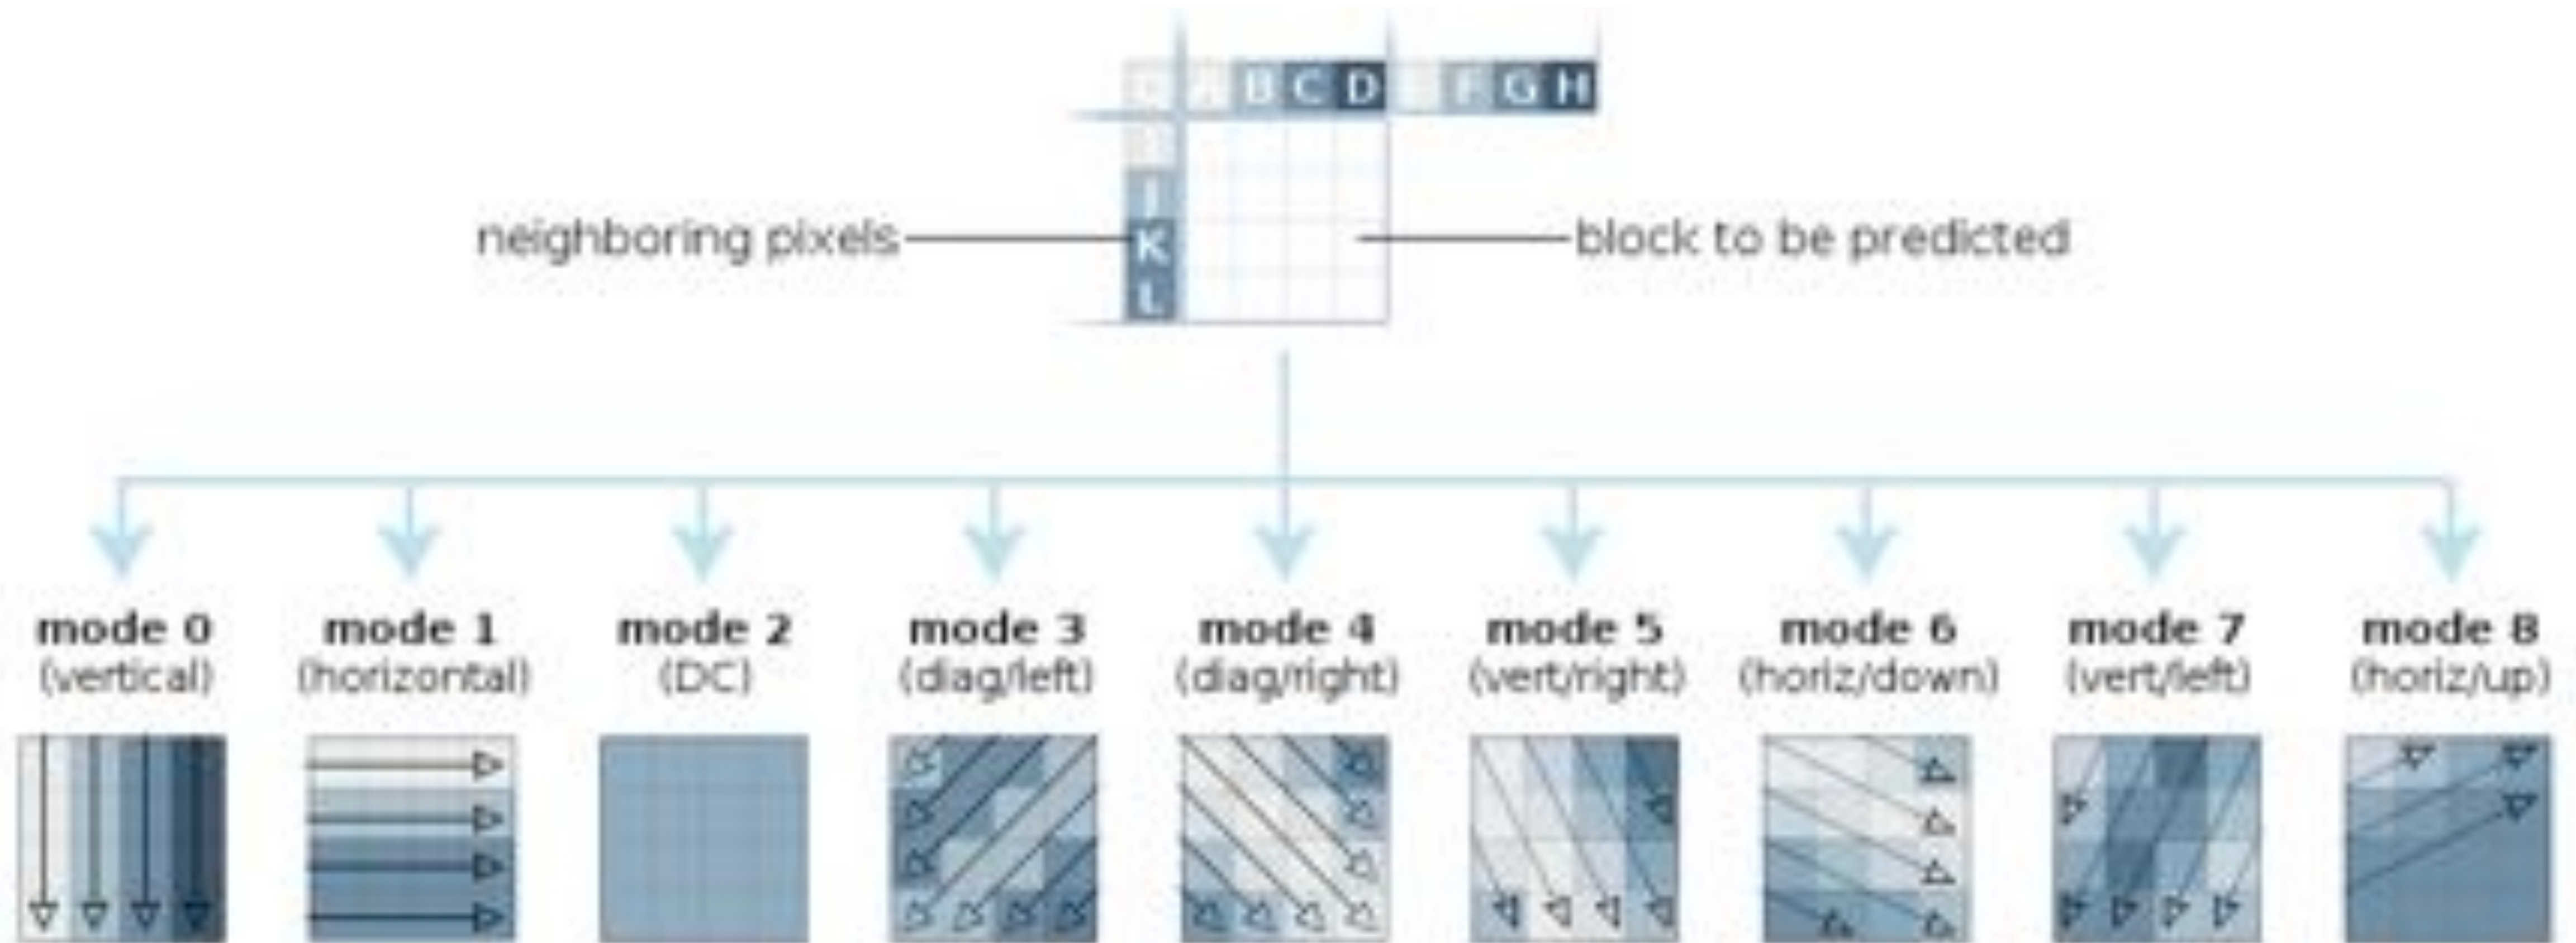 A B C D F G H
I
K
L
neighboring pixels
block to be predicted
mode 0
(vertical)
mode 1
(horizontal)
mode 2
(DC)
mode 3
(diag/left)
mode 4
(diag/right)
mode 5
(vert/right)
mode 6
(horiz/down)
mode 7
(vert/left)
mode 8
(horiz/up)